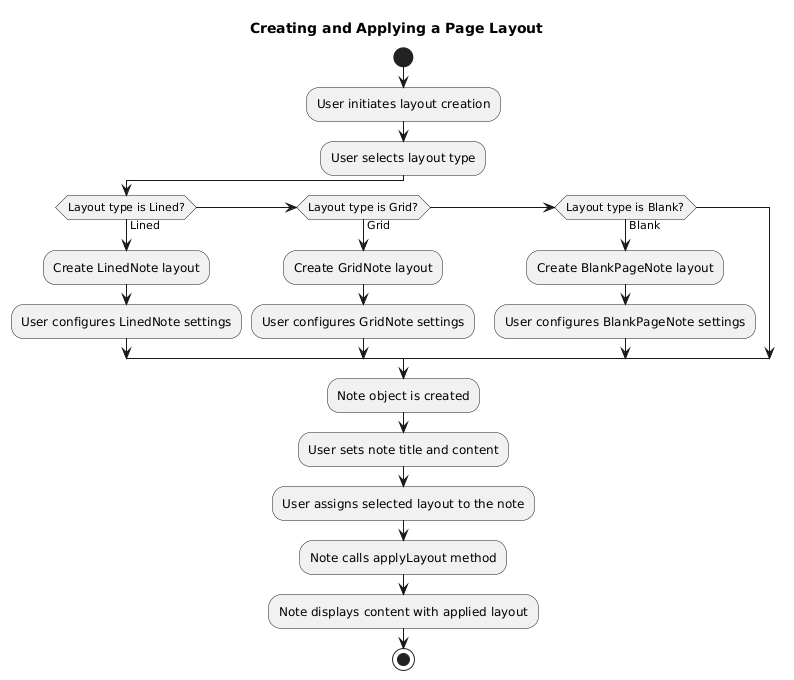 Creating and Applying a Page Layout
User initiates layout creation
User selects layout type
Layout type is Lined?
Layout type is Grid?
Layout type is Blank?
Lined
Grid
Blank
Create LinedNote layout
Create GridNote layout
Create BlankPageNote layout
User configures LinedNote settings
User configures GridNote settings
User configures BlankPageNote settings
Note object is created
User sets note title and content
User assigns selected layout to the note
Note calls applyLayout method
Note displays content with applied layout